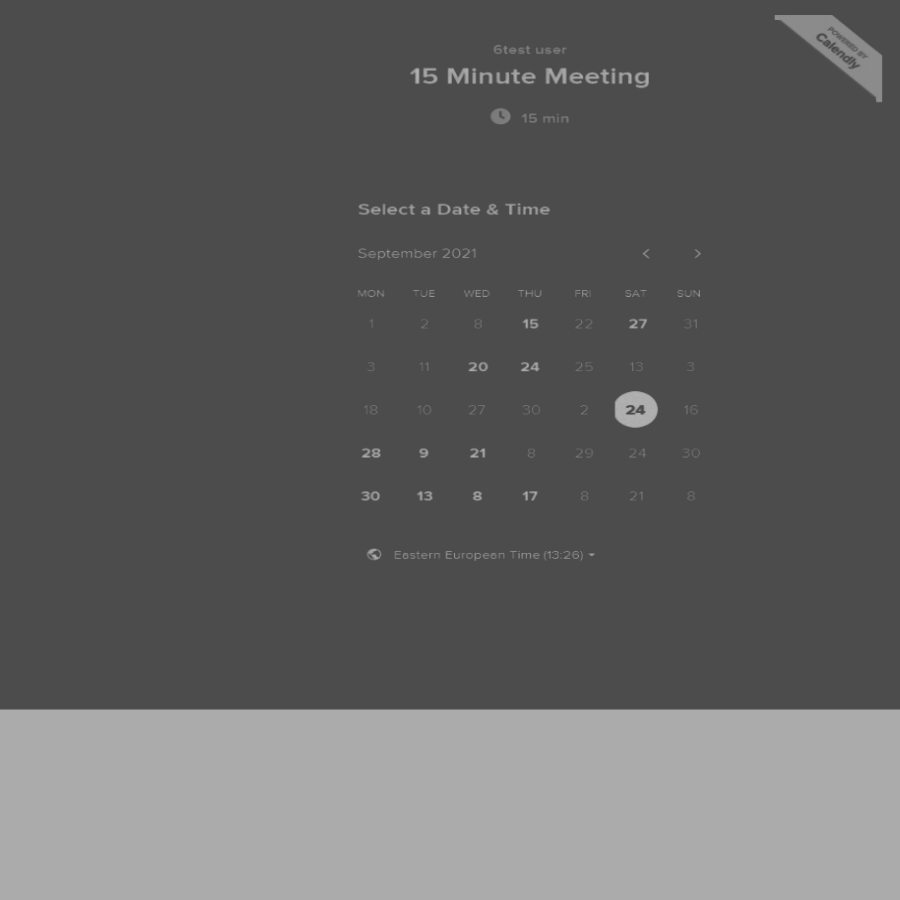 6test user
15 Minute Meeting
15 min
POWERED BY
Calendly
Select a Date & Time
September 2021
MON TUE WED THU FRI SAT SUN
1 2 8 15 22 27 31
3 11 20 24 25 13 3
18 10 27 30 2 24 16
28 9 21 8 29 24 30
30 13 8 17 8 21 8
Eastern European Time (13:26)